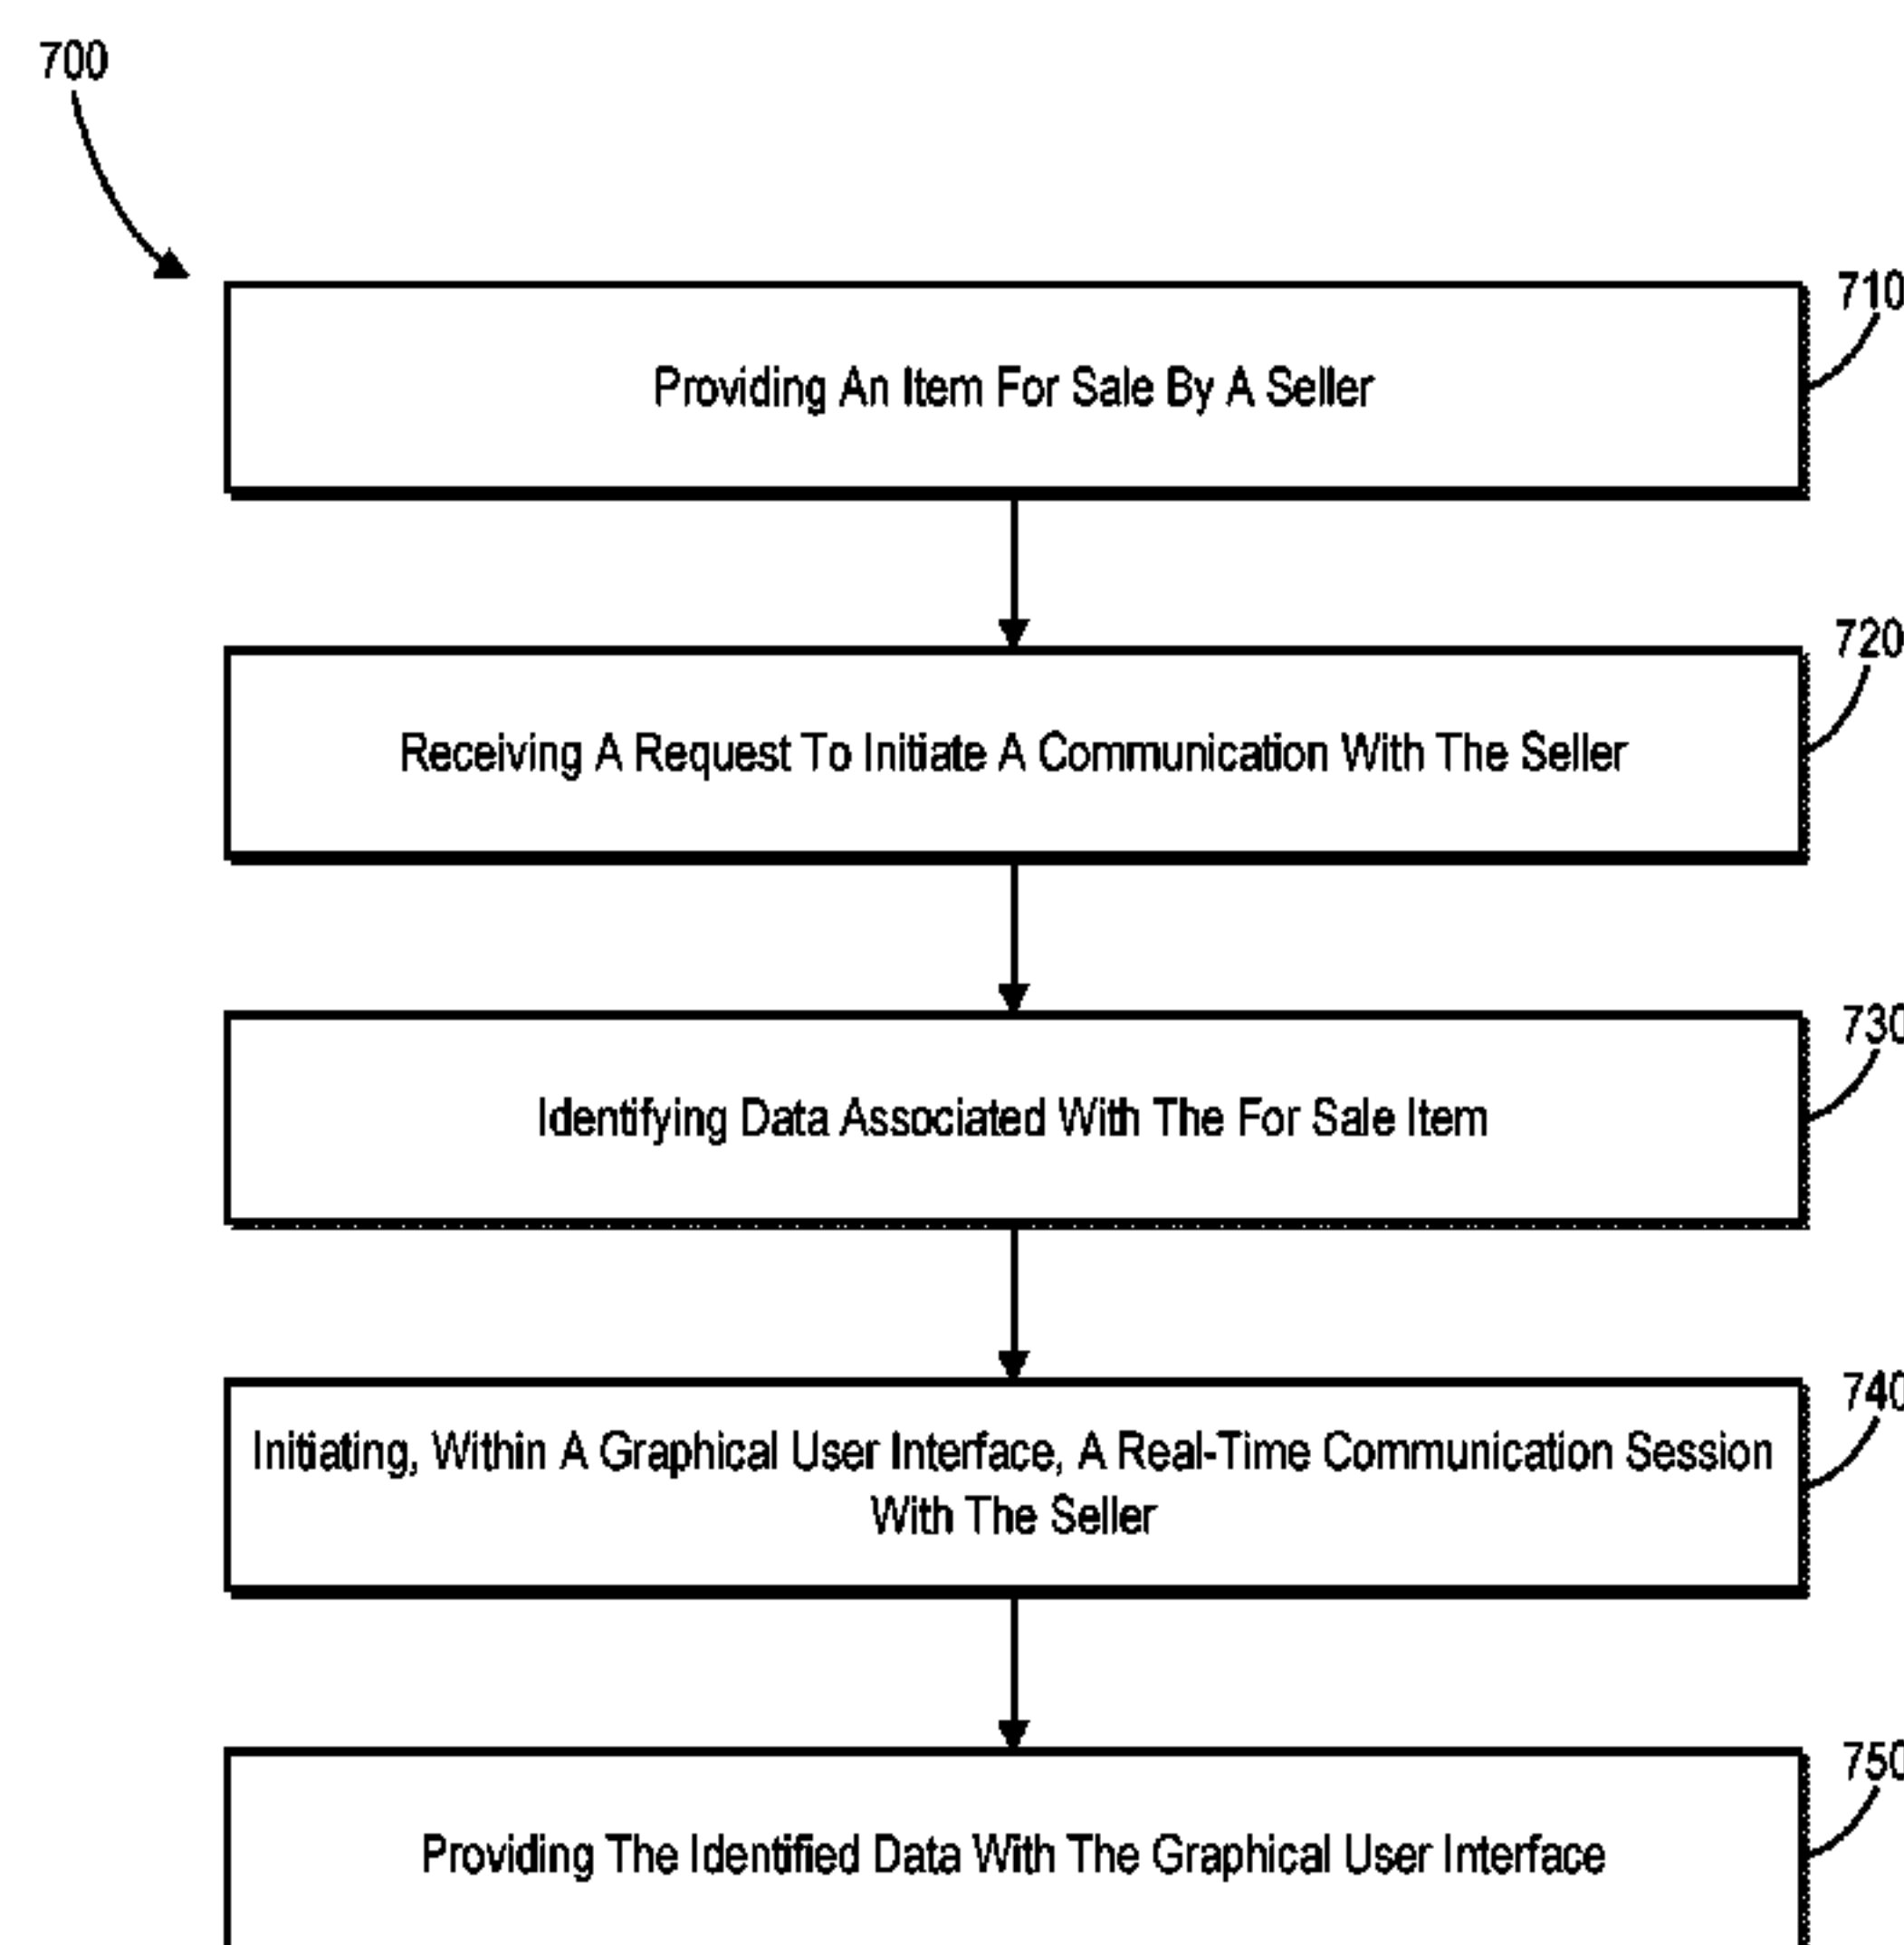 700
710
Providing An Item For Sale By A Seller
720
Receiving A Request To Initiate A Communication With The Seller
730
Identifying Data Associated With The For Sale Item
740
Initiating, Within A Graphical User Interface, A Real-Time Communication Session
With The Seller
750
Providing The Identified Data With The Graphical User Interface